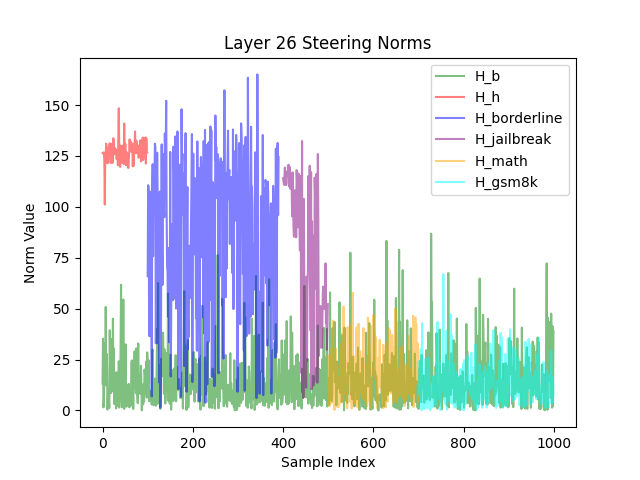 Layer 26 Steering Norms
H_b
H_h
H_borderline
H_jailbreak
H_math
H_gsm8k
Norm Value
150
125
100
75
50
25
0
0 200 400 600 800 1000
Sample Index